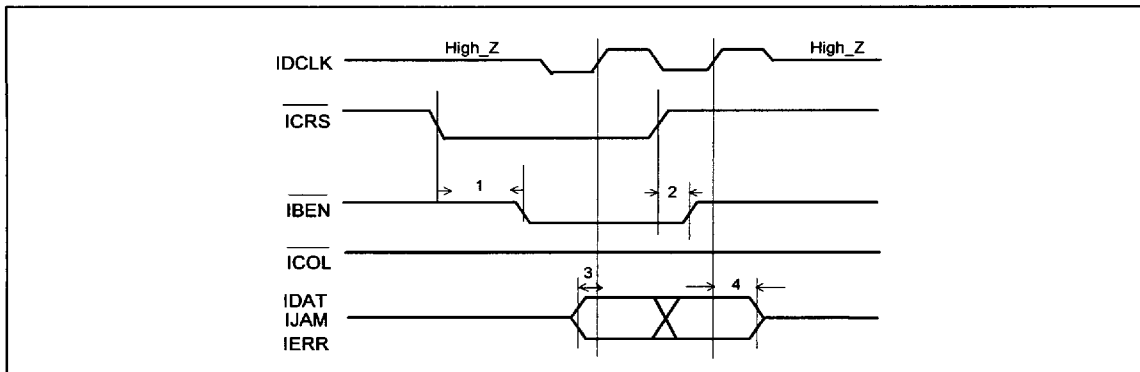 High_Z High_Z
IDCLK
ICRS
1 2
IBEN
ICOL
3 4
IDAT
IJAM
IERR